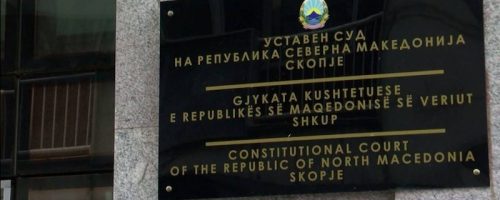 УСТАВЕН СУД
НА РЕПУБЛИКА СЕВЕРНА МАКЕДОНИЈА
СКОПЈЕ
GJYKATA KUSHTETUESE
E REPUBLIKËS SË MAQEDONISË SË VERIUT
SHKUP
CONSTITUTIONAL COURT
OF THE REPUBLIC OF NORTH MACEDONIA
SKOPJE